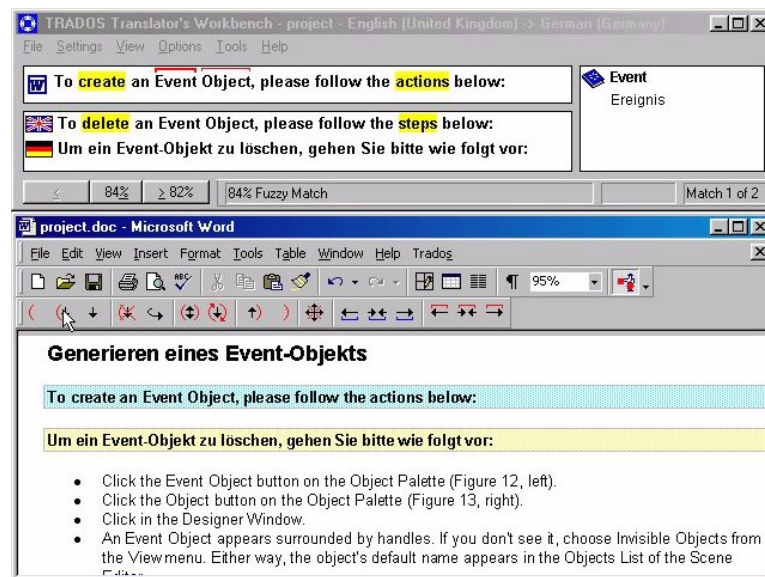 TRADOS Translator's Workbench - project - English (United Kingdom) -> German (Germany)
File Settings View Options Tools Help
To create an Event Object, please follow the actions below:
Event
Ereignis
To delete an Event Object, please follow the steps below:
Um ein Event-Objekt zu löschen, gehen Sie bitte wie folgt vor:
< 84% ≥ 82% 84% Fuzzy Match Match 1 of 2
project.doc - Microsoft Word
File Edit View Insert Format Tools Table Window Help Trados
95%
Generieren eines Event-Objekts
To create an Event Object, please follow the actions below:
Um ein Event-Objekt zu löschen, gehen Sie bitte wie folgt vor:
• Click the Event Object button on the Object Palette (Figure 12, left).
• Click the Object button on the Object Palette (Figure 13, right).
• Click in the Designer Window.
• An Event Object appears surrounded by handles. If you don't see it, choose Invisible Objects from
the View menu. Either way, the object's default name appears in the Objects List of the Scene